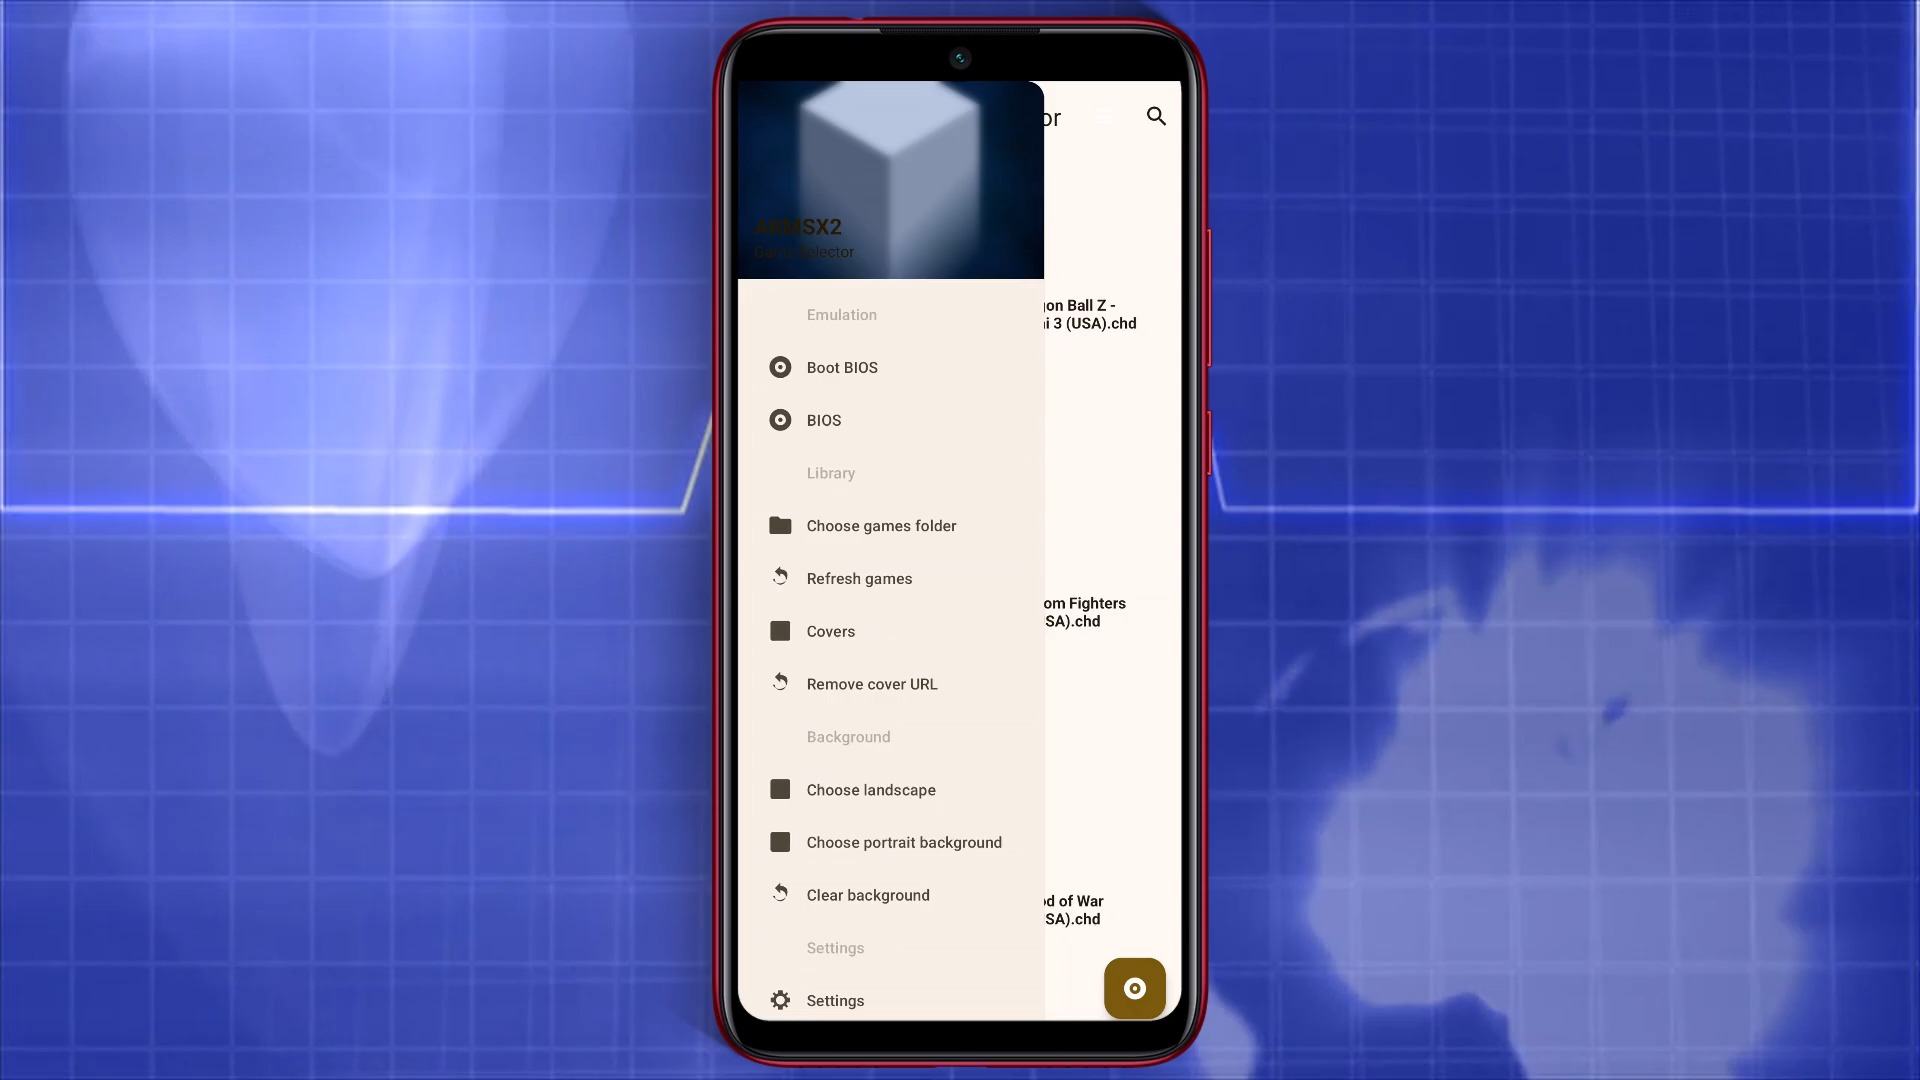 ARMSX2
Game Selector
or
Emulation
Boot BIOS
BIOS
Library
Choose games folder
Refresh games
Covers
Remove cover URL
Background
Choose landscape
Choose portrait background
Clear background
Settings
Settings
gon Ball Z -
i 3 (USA).chd
om Fighters
SA).chd
od of War
SA).chd